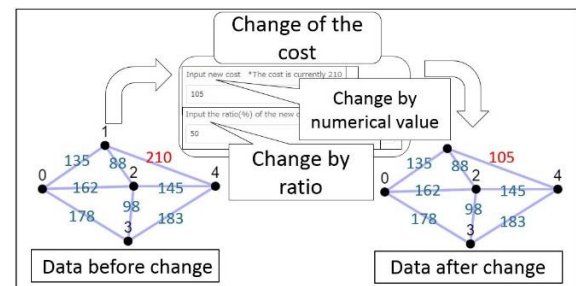 Change of the
cost
Input new cost *The cost is currently 210
105
Input the ratio(%) of the new c
50
Change by
numerical value
Change by
ratio
1
135
88
210
0
162
2
145
4
178
98
183
3
Data before change
135
88
105
0
162
2
145
4
178
98
183
3
Data after change